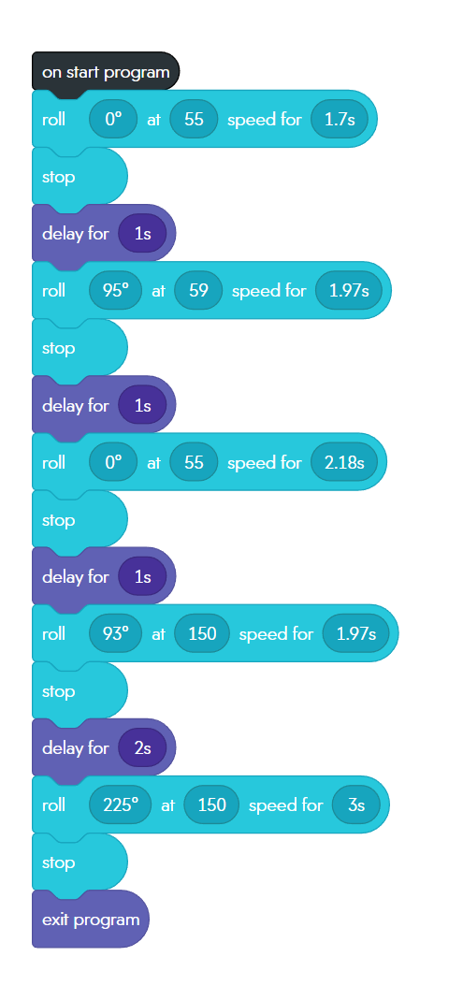 on start program
roll 0° at 55 speed for 1.7s
stop
delay for 1s
roll 95° at 59 speed for 1.97s
stop
delay for 1s
roll 0° at 55 speed for 2.18s
stop
delay for 1s
roll 93° at 150 speed for 1.97s
stop
delay for 2s
roll 225° at 150 speed for 3s
stop
exit program